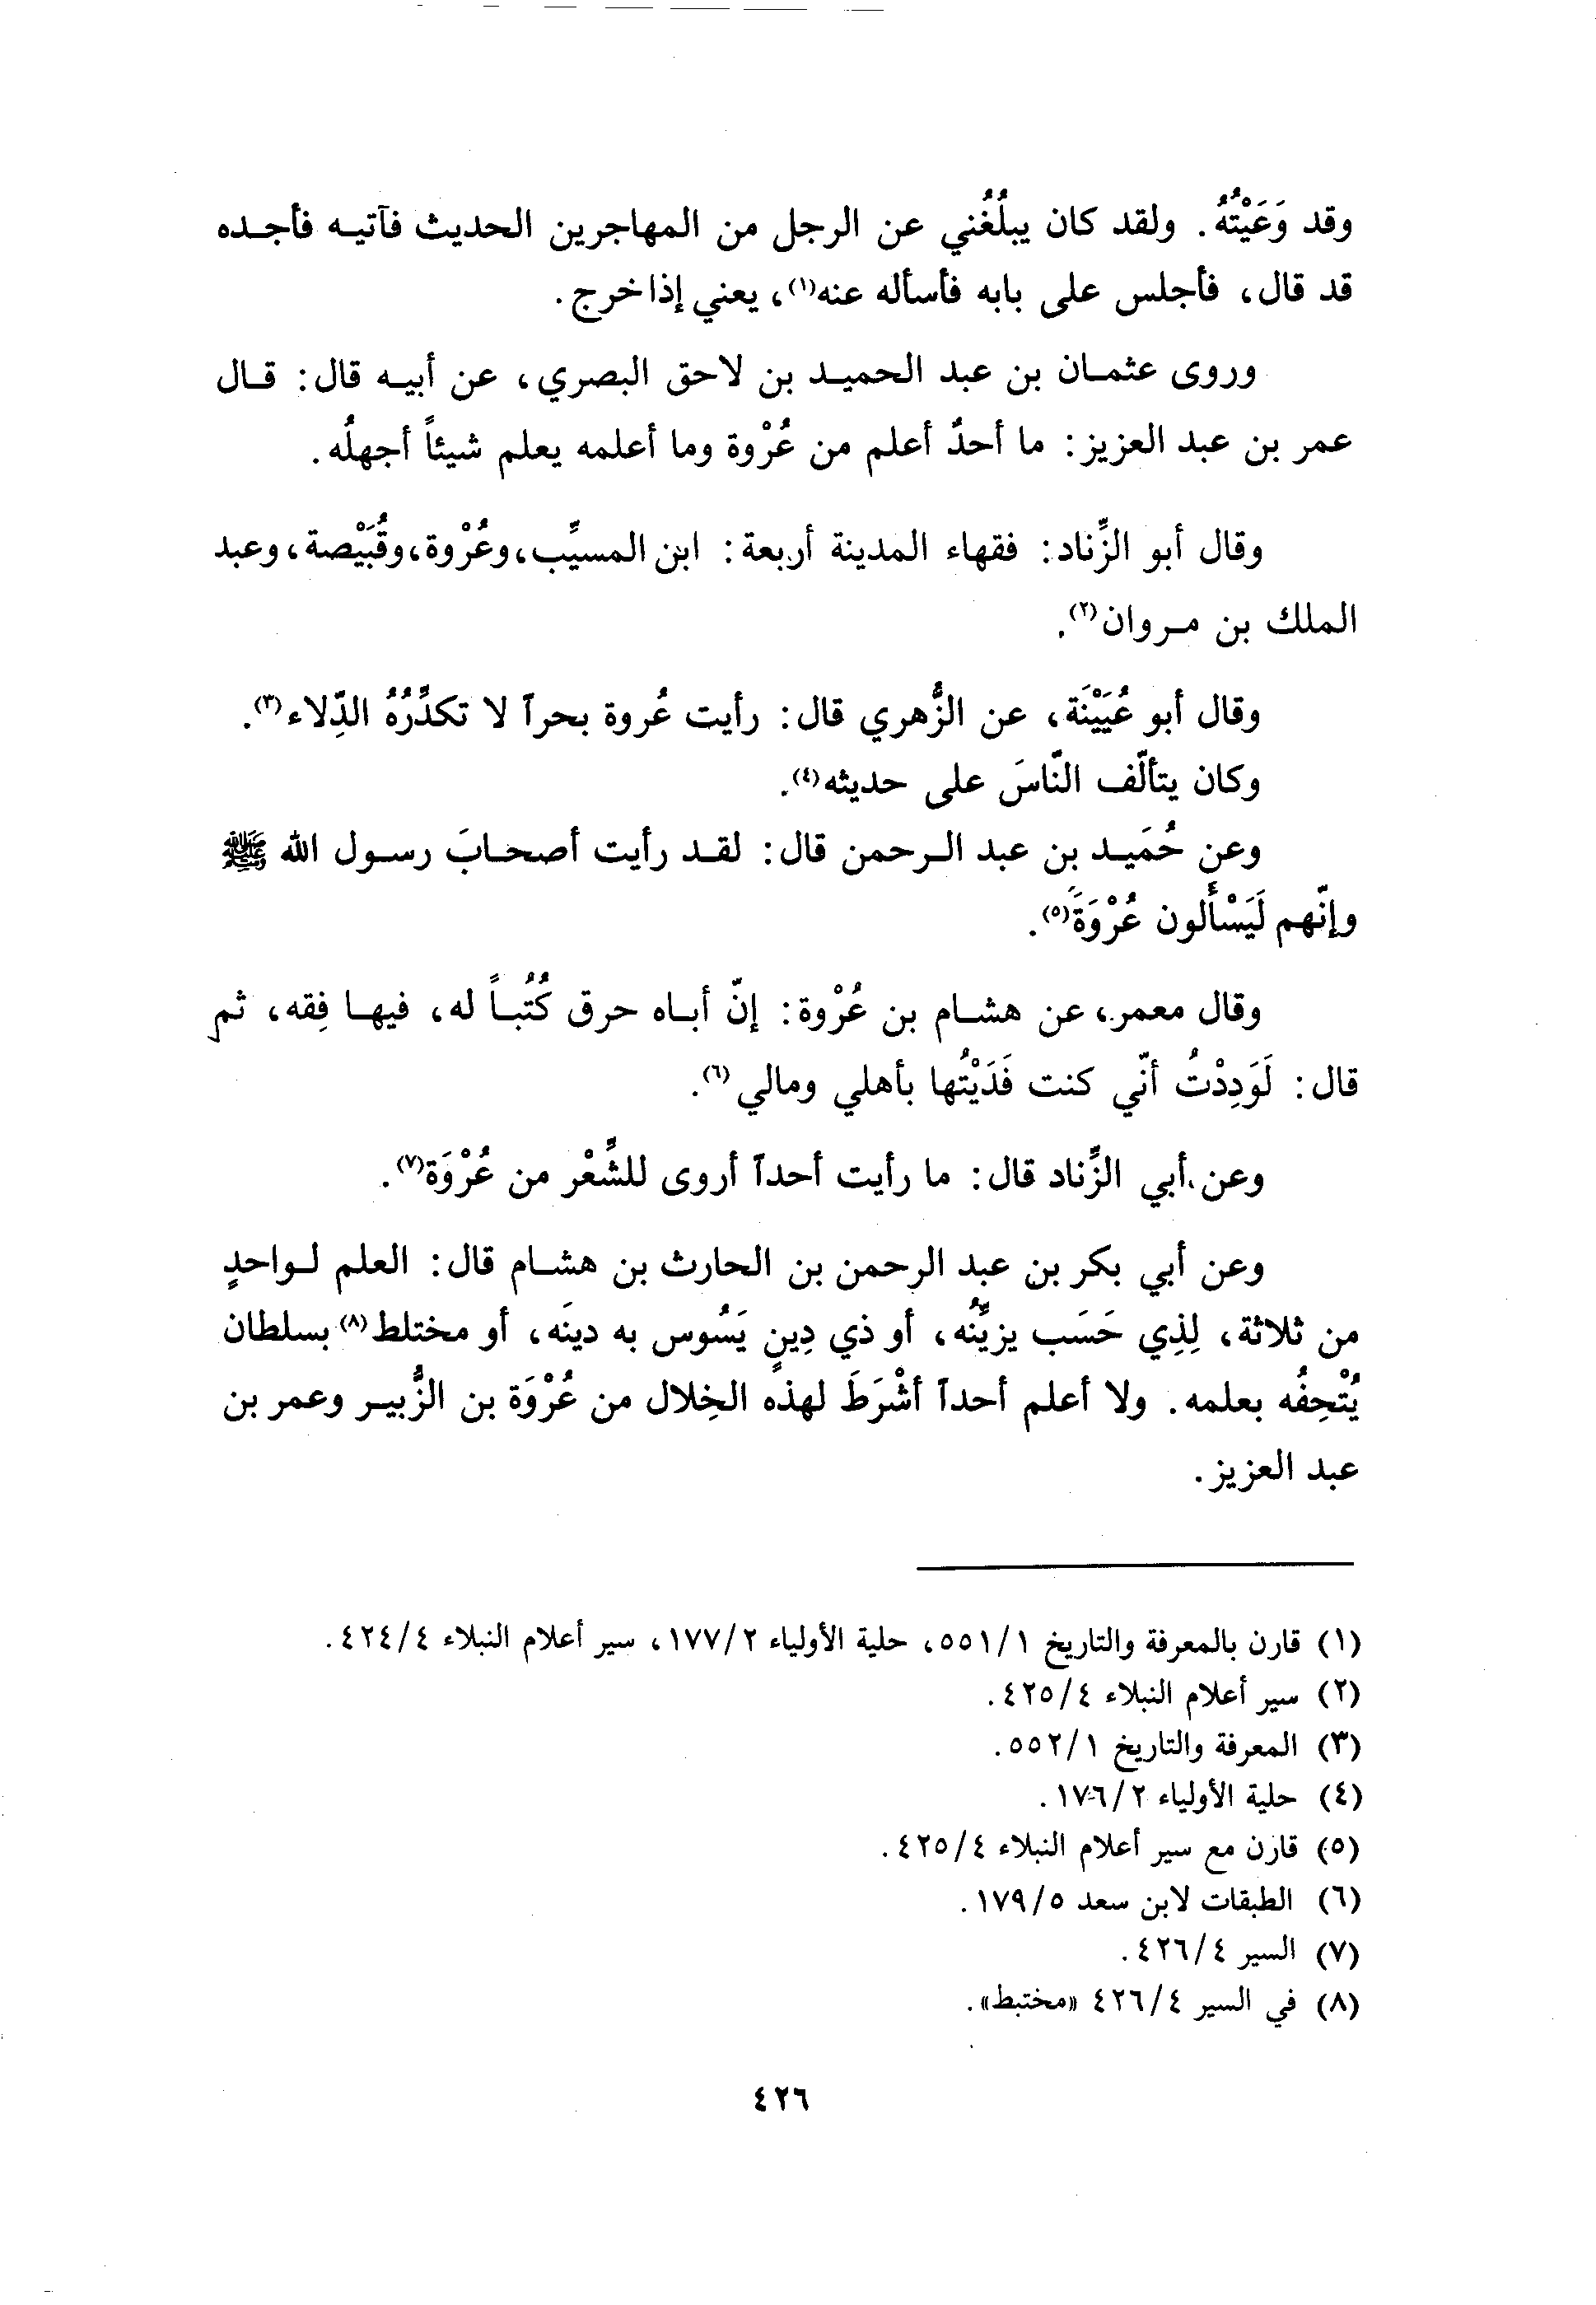 وقد وَعَيْتُهُ. ولقد كان يبلُغُني عن الرجل من المهاجرين الحديث فآتيه فأجده
قد قال، فأجلس على بابه فأسأله عنه(١)، يعني إذا خرج.
وروى عثمان بن عبد الحميد بن لاحق البصري، عن أبيه قال: قال
عمر بن عبد العزيز: ما أحدٌ أعلم من عُرْوة وما أعلمه يعلم شيئاً أجهلُه.
وقال أبو الزِّناد: فقهاء المدينة أربعة: ابن المسيِّب، وعُرْوة، وقُبَيْصة، وعبد
الملك بن مروان(٢).
وقال أبو عُيَيْنَة، عن الزُّهري قال: رأيت عُروة بحراً لا تكدِّرُهُ الدِّلاء(٣).
وكان يتألّف النّاسَ على حديثه(٤).
وعن حُمَيد بن عبد الرحمن قال: لقد رأيت أصحابَ رسول الله ﷺ
وإنّهم لَيَسْأَلون عُرْوَةَ(٥).
وقال معمر، عن هشام بن عُرْوة: إنّ أباه حرق كُتُباً له، فيها فِقه، ثم
قال: لَوَدِدْتُ أنّي كنت فَدَيْتُها بأهلي ومالي(٦).
وعن أبي الزِّناد قال: ما رأيت أحداً أروى للشِّعْر من عُرْوَة(٧).
وعن أبي بكر بن عبد الرحمن بن الحارث بن هشام قال: العلم لواحدٍ
من ثلاثة، لِذِي حَسَب يزيِّنُه، أو ذي دِينٍ يَسُوس به دينَه، أو مختلط(٨) بسلطان
يُتْحِفُه بعلمه. ولا أعلم أحداً أشْرَطَ لهذه الخِلال من عُرْوَة بن الزُّبير وعمر بن
عبد العزيز.
(١) قارن بالمعرفة والتاريخ ٥٥١/١، حلية الأولياء ١٧٧/٢، سير أعلام النبلاء ٤٢٤/٤.
(٢) سير أعلام النبلاء ٤٢٥/٤.
(٣) المعرفة والتاريخ ٥٥٢/١.
(٤) حلية الأولياء ١٧٦/٢.
(٥) قارن مع سير أعلام النبلاء ٤٢٥/٤.
(٦) الطبقات لابن سعد ١٧٩/٥.
(٧) السير ٤٢٦/٤.
(٨) في السير ٤٢٦/٤ «مختبط».
٤٢٦